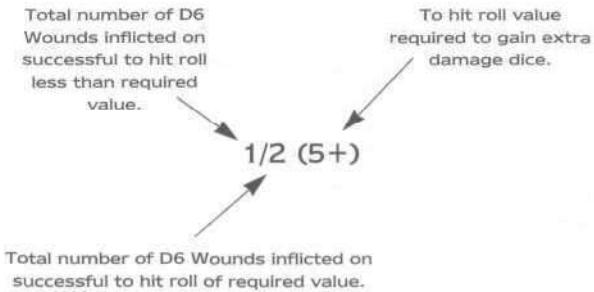 Total number of D6
Wounds inflicted on
successful to hit roll
less than required
value.
To hit roll value
required to gain extra
damage dice.
1/2 (5+)
Total number of D6 Wounds inflicted on
successful to hit roll of required value.